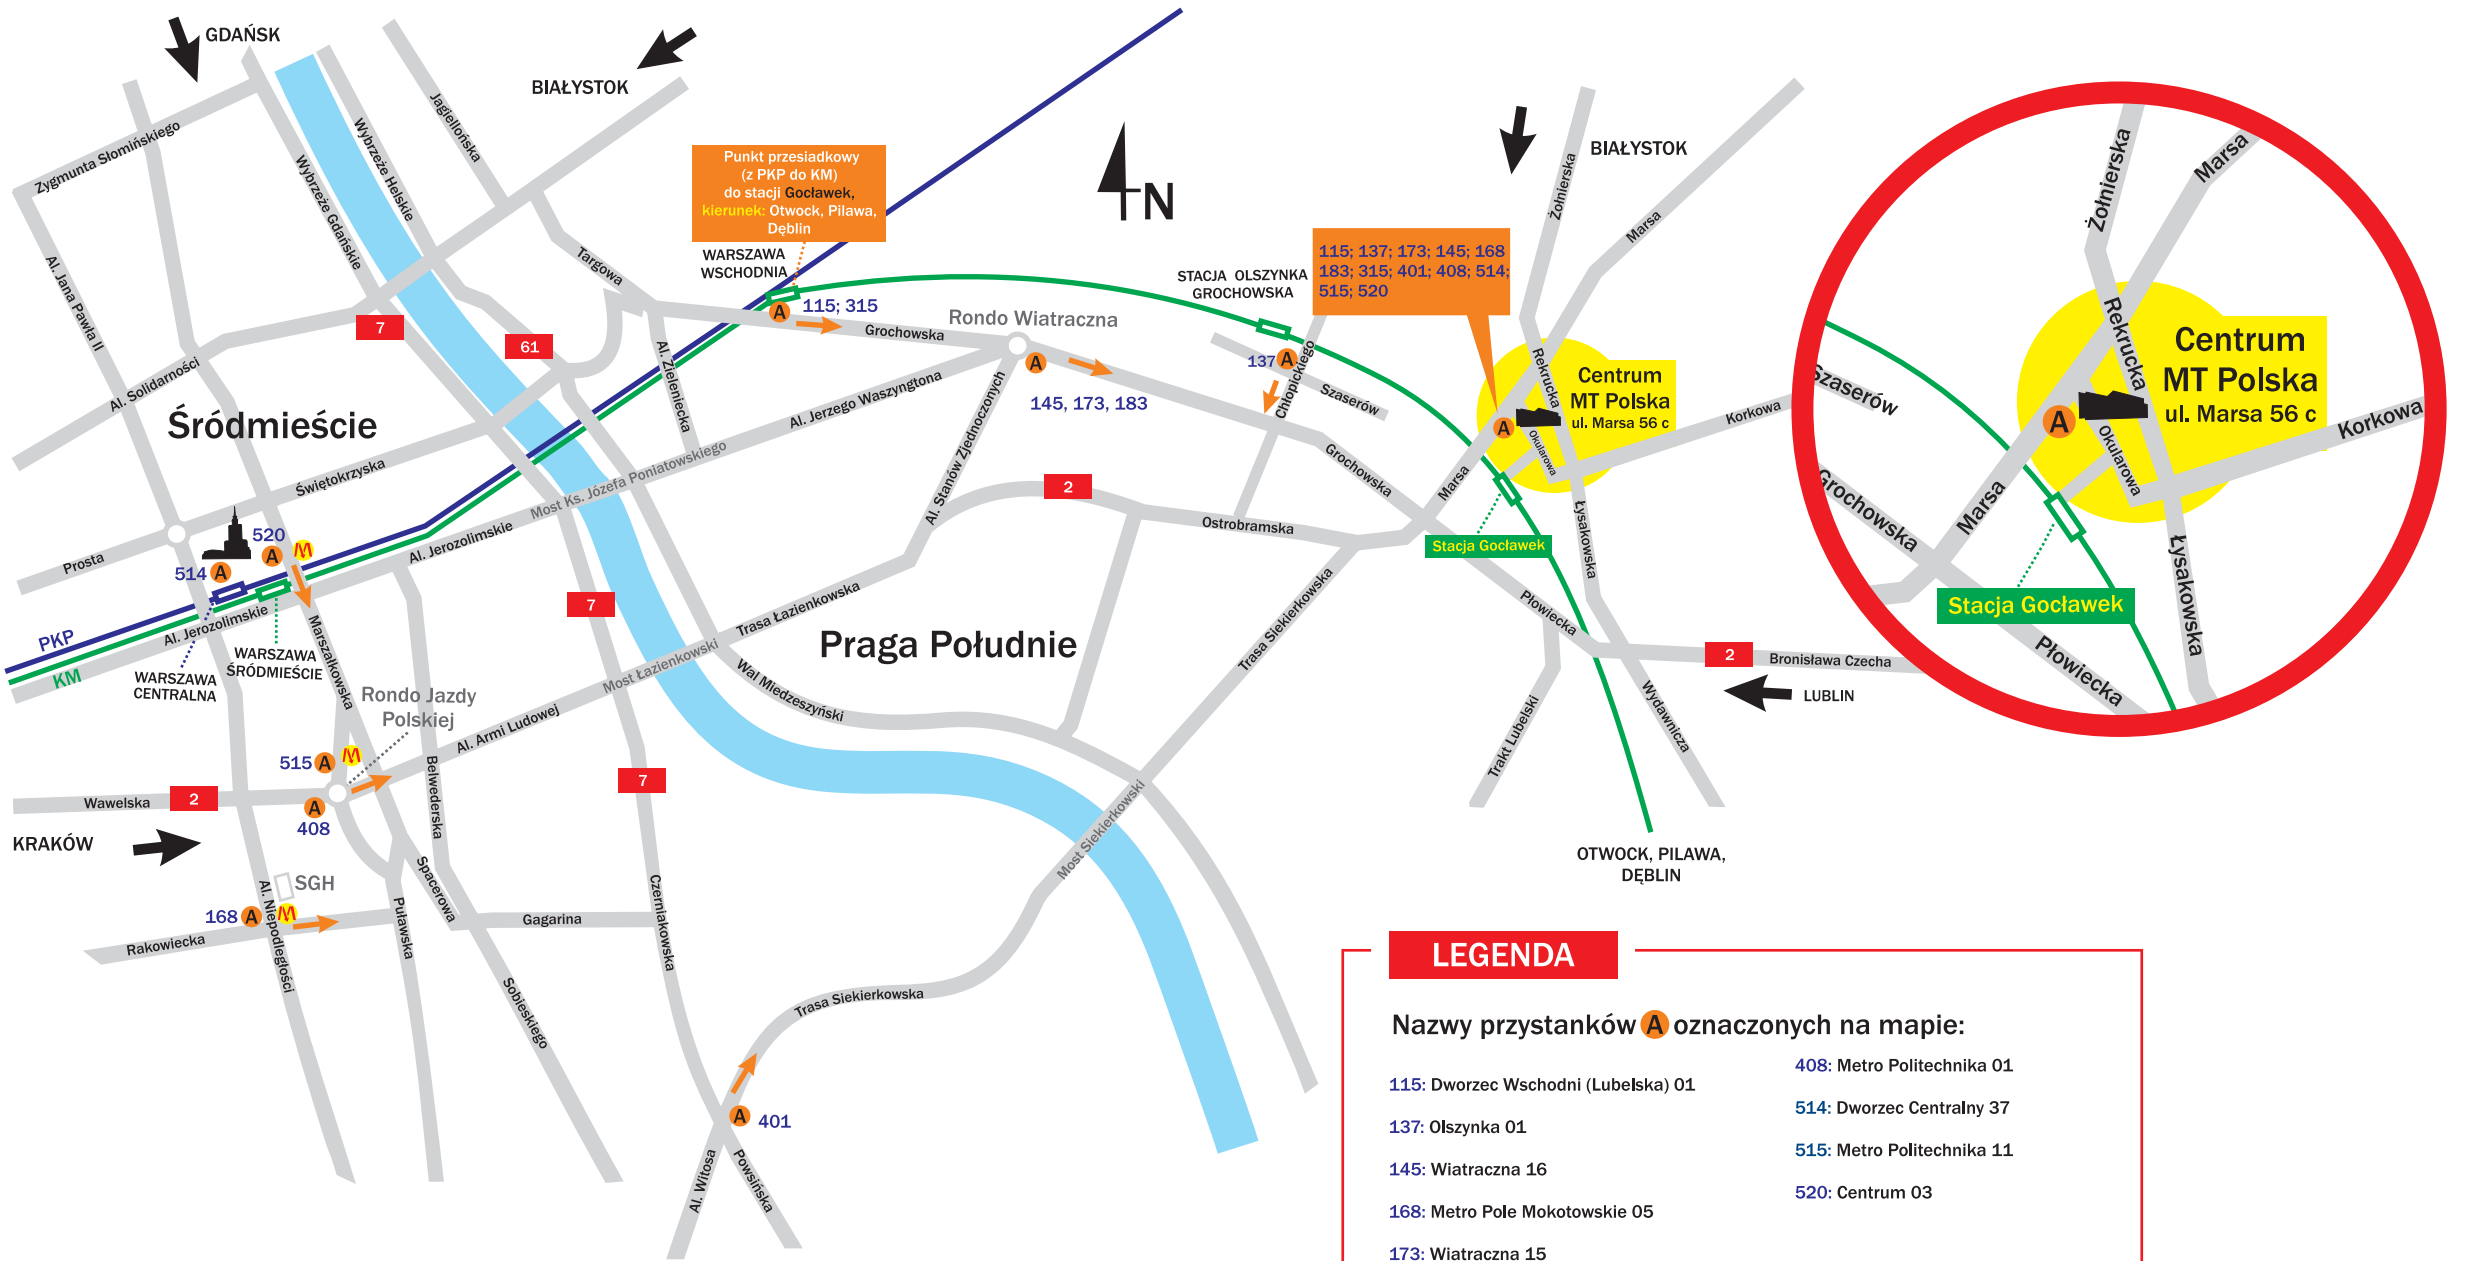 GDAŃSK
BIAŁYSTOK
Zygmunta Słomińskiego
Wybrzeże Gdańskie
Wybrzeże Helskie
Jagiellońska
Punkt przesiadkowy
(z PKP do KM)
do stacji Gocławek,
kierunek: Otwock, Pilawa,
Dęblin
WARSZAWA
WSCHODNIA
Targowa
N
BIAŁYSTOK
Żołnierska
Marsa
115; 137; 173; 145; 168
183; 315; 401; 408; 514;
515; 520
STACJA OLSZYNKA
GROCHOWSKA
Al. Jana Pawła II
7
61
A
115; 315
Grochowska
Rondo Wiatraczna
A
145, 173, 183
137
A
Chłopickiego
Szaserów
Rekrucka
Centrum
MT Polska
ul. Marsa 56 c
A
Okularowa
Korkowa
Al. Solidarności
Śródmieście
Al. Zieleniecka
Al. Jerzego Waszyngtona
Al. Stanów Zjednoczonych
Most Ks. Józefa Poniatowskiego
Świętokrzyska
Grochowska
Marsa
2
Ostrobramska
Stacja Gocławek
Łysakowska
Prosta
520
A
M
514
A
Al. Jerozolimskie
Al. Jerozolimskie
PKP
KM
WARSZAWA
CENTRALNA
WARSZAWA
ŚRÓDMIEŚCIE
Marszałkowska
7
Trasa Łazienkowska
Most Łazienkowski
Praga Południe
Trasa Siekierkowska
Płowiecka
2
Bronisława Czecha
LUBLIN
Rondo Jazdy
Polskiej
Al. Armi Ludowej
Wal Miedzeszyński
Trakt Lubelski
Wydawnicza
515
A
M
7
Wawelska
2
A
408
Belwederska
KRAKÓW
Most Siekierkowski
OTWOCK, PILAWA,
DĘBLIN
SGH
168
A
M
Rakowiecka
Al. Niepodległości
Puławska
Spacerowa
Gagarina
Czerniakowska
Sobieskiego
Trasa Siekierkowska
A
401
Al. Witosa
Powsińska
Żołnierska
Marsa
Rekrucka
Centrum
MT Polska
ul. Marsa 56 c
Szaserów
A
Okularowa
Korkowa
Grochowska
Marsa
Łysakowska
Stacja Gocławek
Płowiecka
LEGENDA
Nazwy przystanków A oznaczonych na mapie:
115: Dworzec Wschodni (Lubelska) 01
137: Olszynka 01
145: Wiatraczna 16
168: Metro Pole Mokotowskie 05
173: Wiatraczna 15
408: Metro Politechnika 01
514: Dworzec Centralny 37
515: Metro Politechnika 11
520: Centrum 03